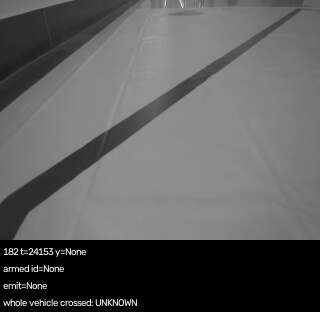 182 t=24153 y=None
armed id=None
emit=None
whole vehicle crossed: UNKNOWN